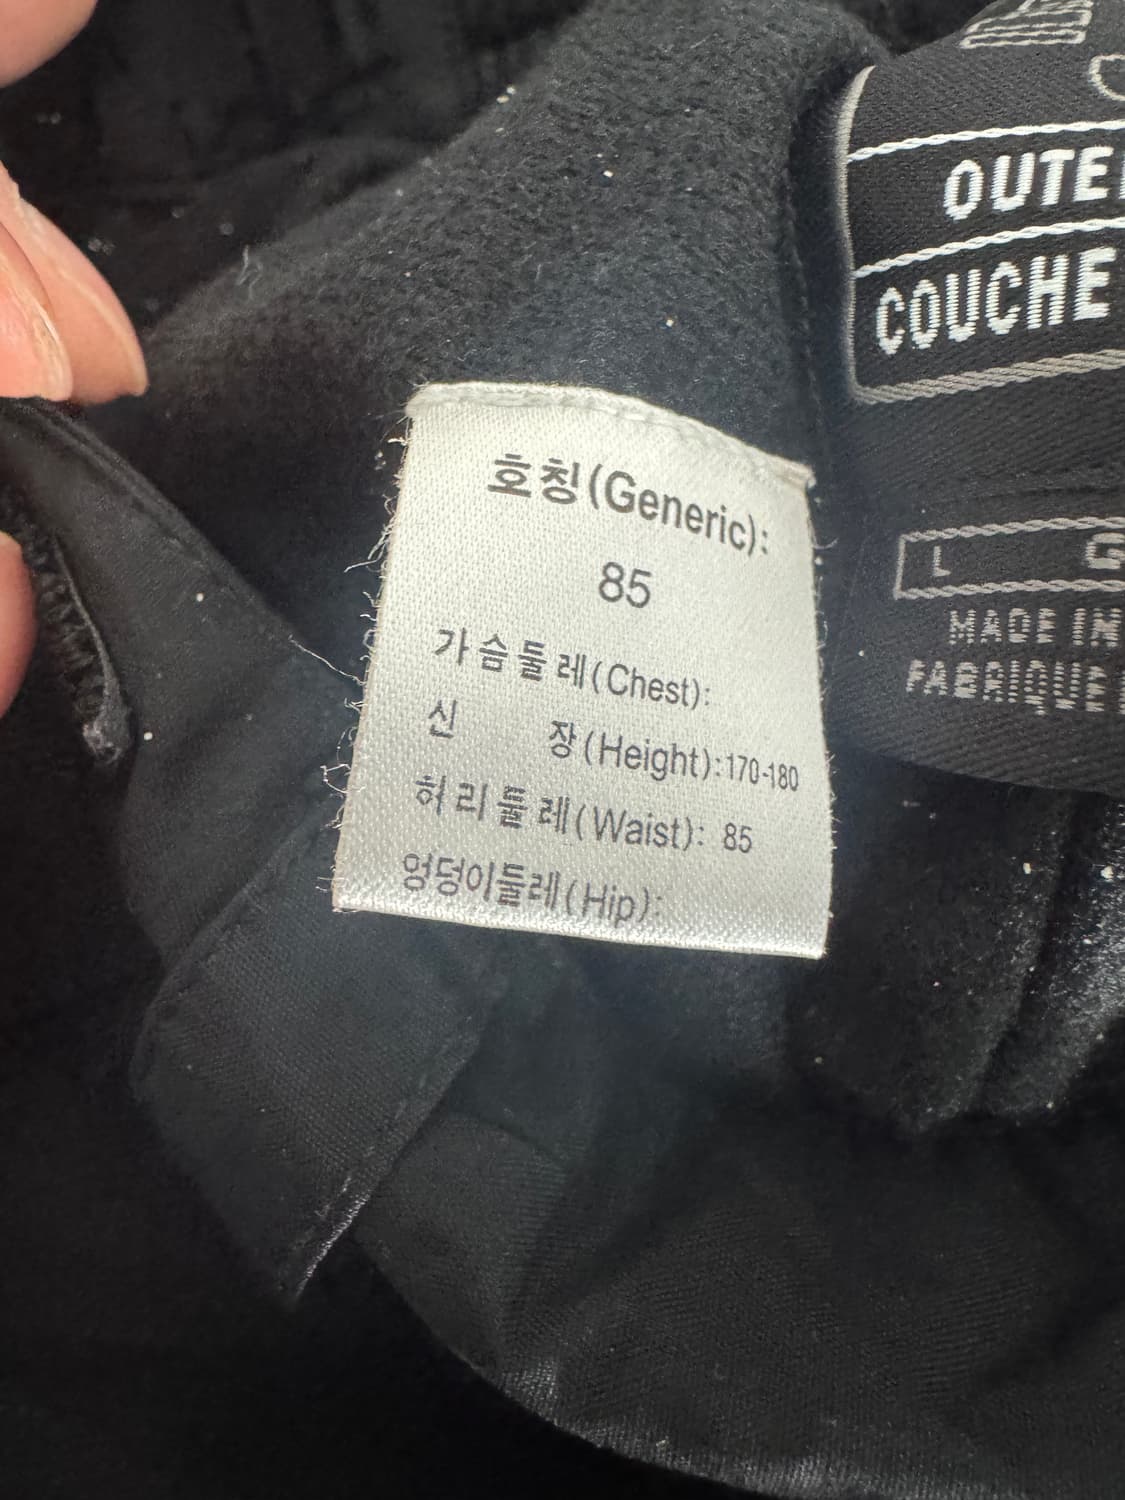 호칭(Generic):
85
가슴둘레(Chest):
신 장(Height):170-180
허리둘레(Waist): 85
엉덩이둘레(Hip):
COUCHE
L
MADE IN
FABRIQUE